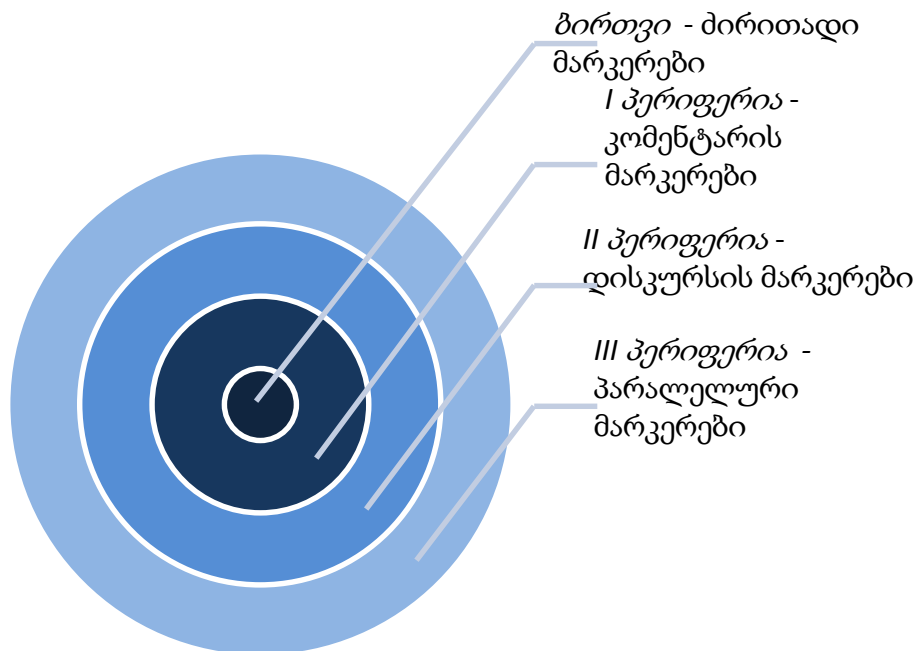 ბირთვი - ძირითადი
მარკერები
I პერიფერია -
კომენტარის
მარკერები
II პერიფერია -
დისკურსის მარკერები
III პერიფერია -
პარალელური
მარკერები